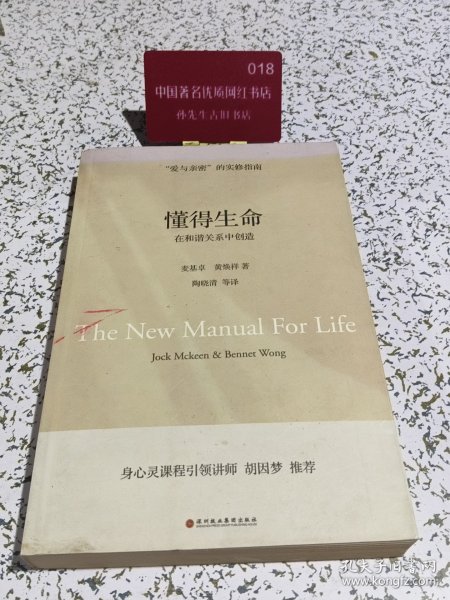 018
中国著名优质网红书店
孙先生古旧书店
“爱与亲密”的实修指南
懂得生命
在和谐关系中创造
麦基卓 黄焕祥 著
陶晓清 等译
The New Manual For Life
Jock Mckeen & Bennet Wong
身心灵课程引领讲师 胡因梦 推荐
深圳报业集团出版社
孔夫子旧书网
kongfz.com